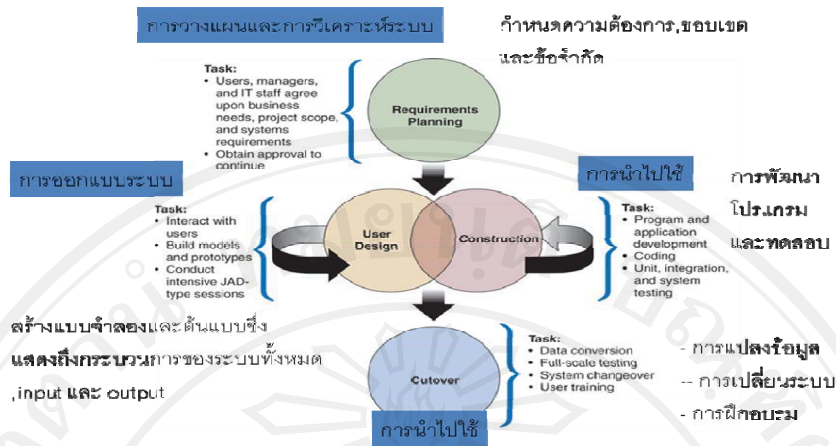 การวางแผนและการวิเคราะห์ระบบ
กำหนดความต้องการ,ขอบเขต
และข้อจำกัด
Task:
• Users, managers,
and IT staff agree
upon business
needs, project scope,
and systems
requirements
• Obtain approval to
continue
Requirements
Planning
การออกแบบระบบ
การนำไปใช้
การพัฒนา
โปรแกรม
และทดสอบ
Task:
• Interact with
users
• Build models
and prototypes
• Conduct
intensive JAD-
type sessions
User
Design
Construction
Task:
• Program and
application
development
• Coding
• Unit, integration,
and system
testing
สร้างแบบจำลองและต้นแบบซึ่ง
แสดงถึงกระบวนการของระบบทั้งหมด
,input และ output
Cutover
Task:
• Data conversion
• Full-scale testing
• System changeover
• User training
- การแปลงข้อมูล
-- การเปลี่ยนระบบ
- การฝึกอบรม
การนำไปใช้